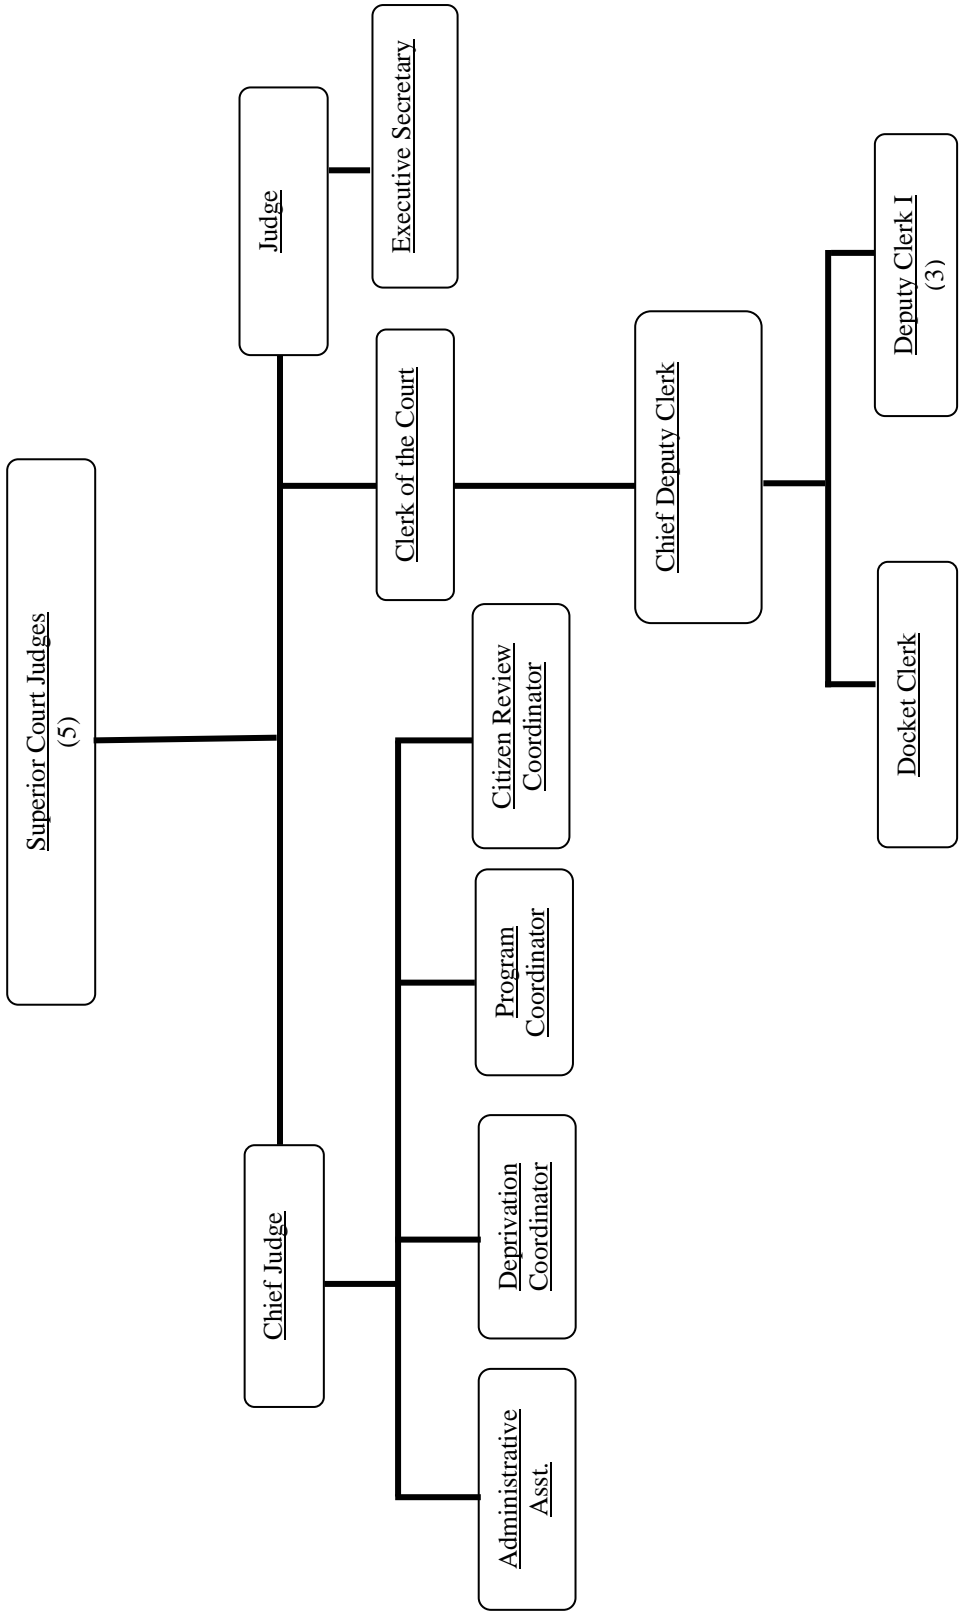 Superior Court Judges
(5)
Chief Judge
Judge
Executive Secretary
Clerk of the Court
Administrative
Asst.
Deprivation
Coordinator
Program
Coordinator
Citizen Review
Coordinator
Chief Deputy Clerk
Docket Clerk
Deputy Clerk I
(3)